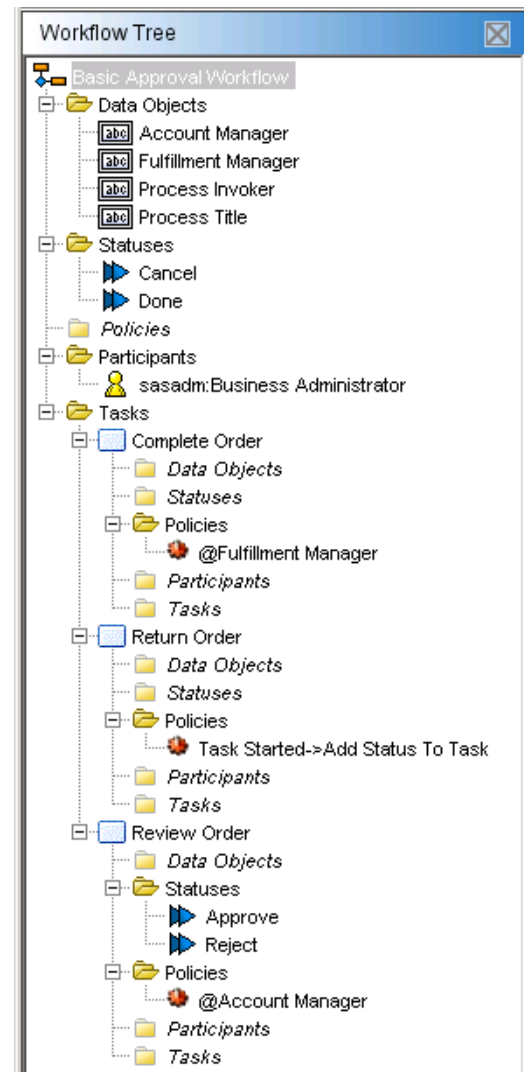 Workflow Tree
Basic Approval Workflow
Data Objects
abc Account Manager
abc Fulfillment Manager
abc Process Invoker
abc Process Title
Statuses
Cancel
Done
Policies
Participants
sasadm:Business Administrator
Tasks
Complete Order
Data Objects
Statuses
Policies
@Fulfillment Manager
Participants
Tasks
Return Order
Data Objects
Statuses
Policies
Task Started->Add Status To Task
Participants
Tasks
Review Order
Data Objects
Statuses
Approve
Reject
Policies
@Account Manager
Participants
Tasks